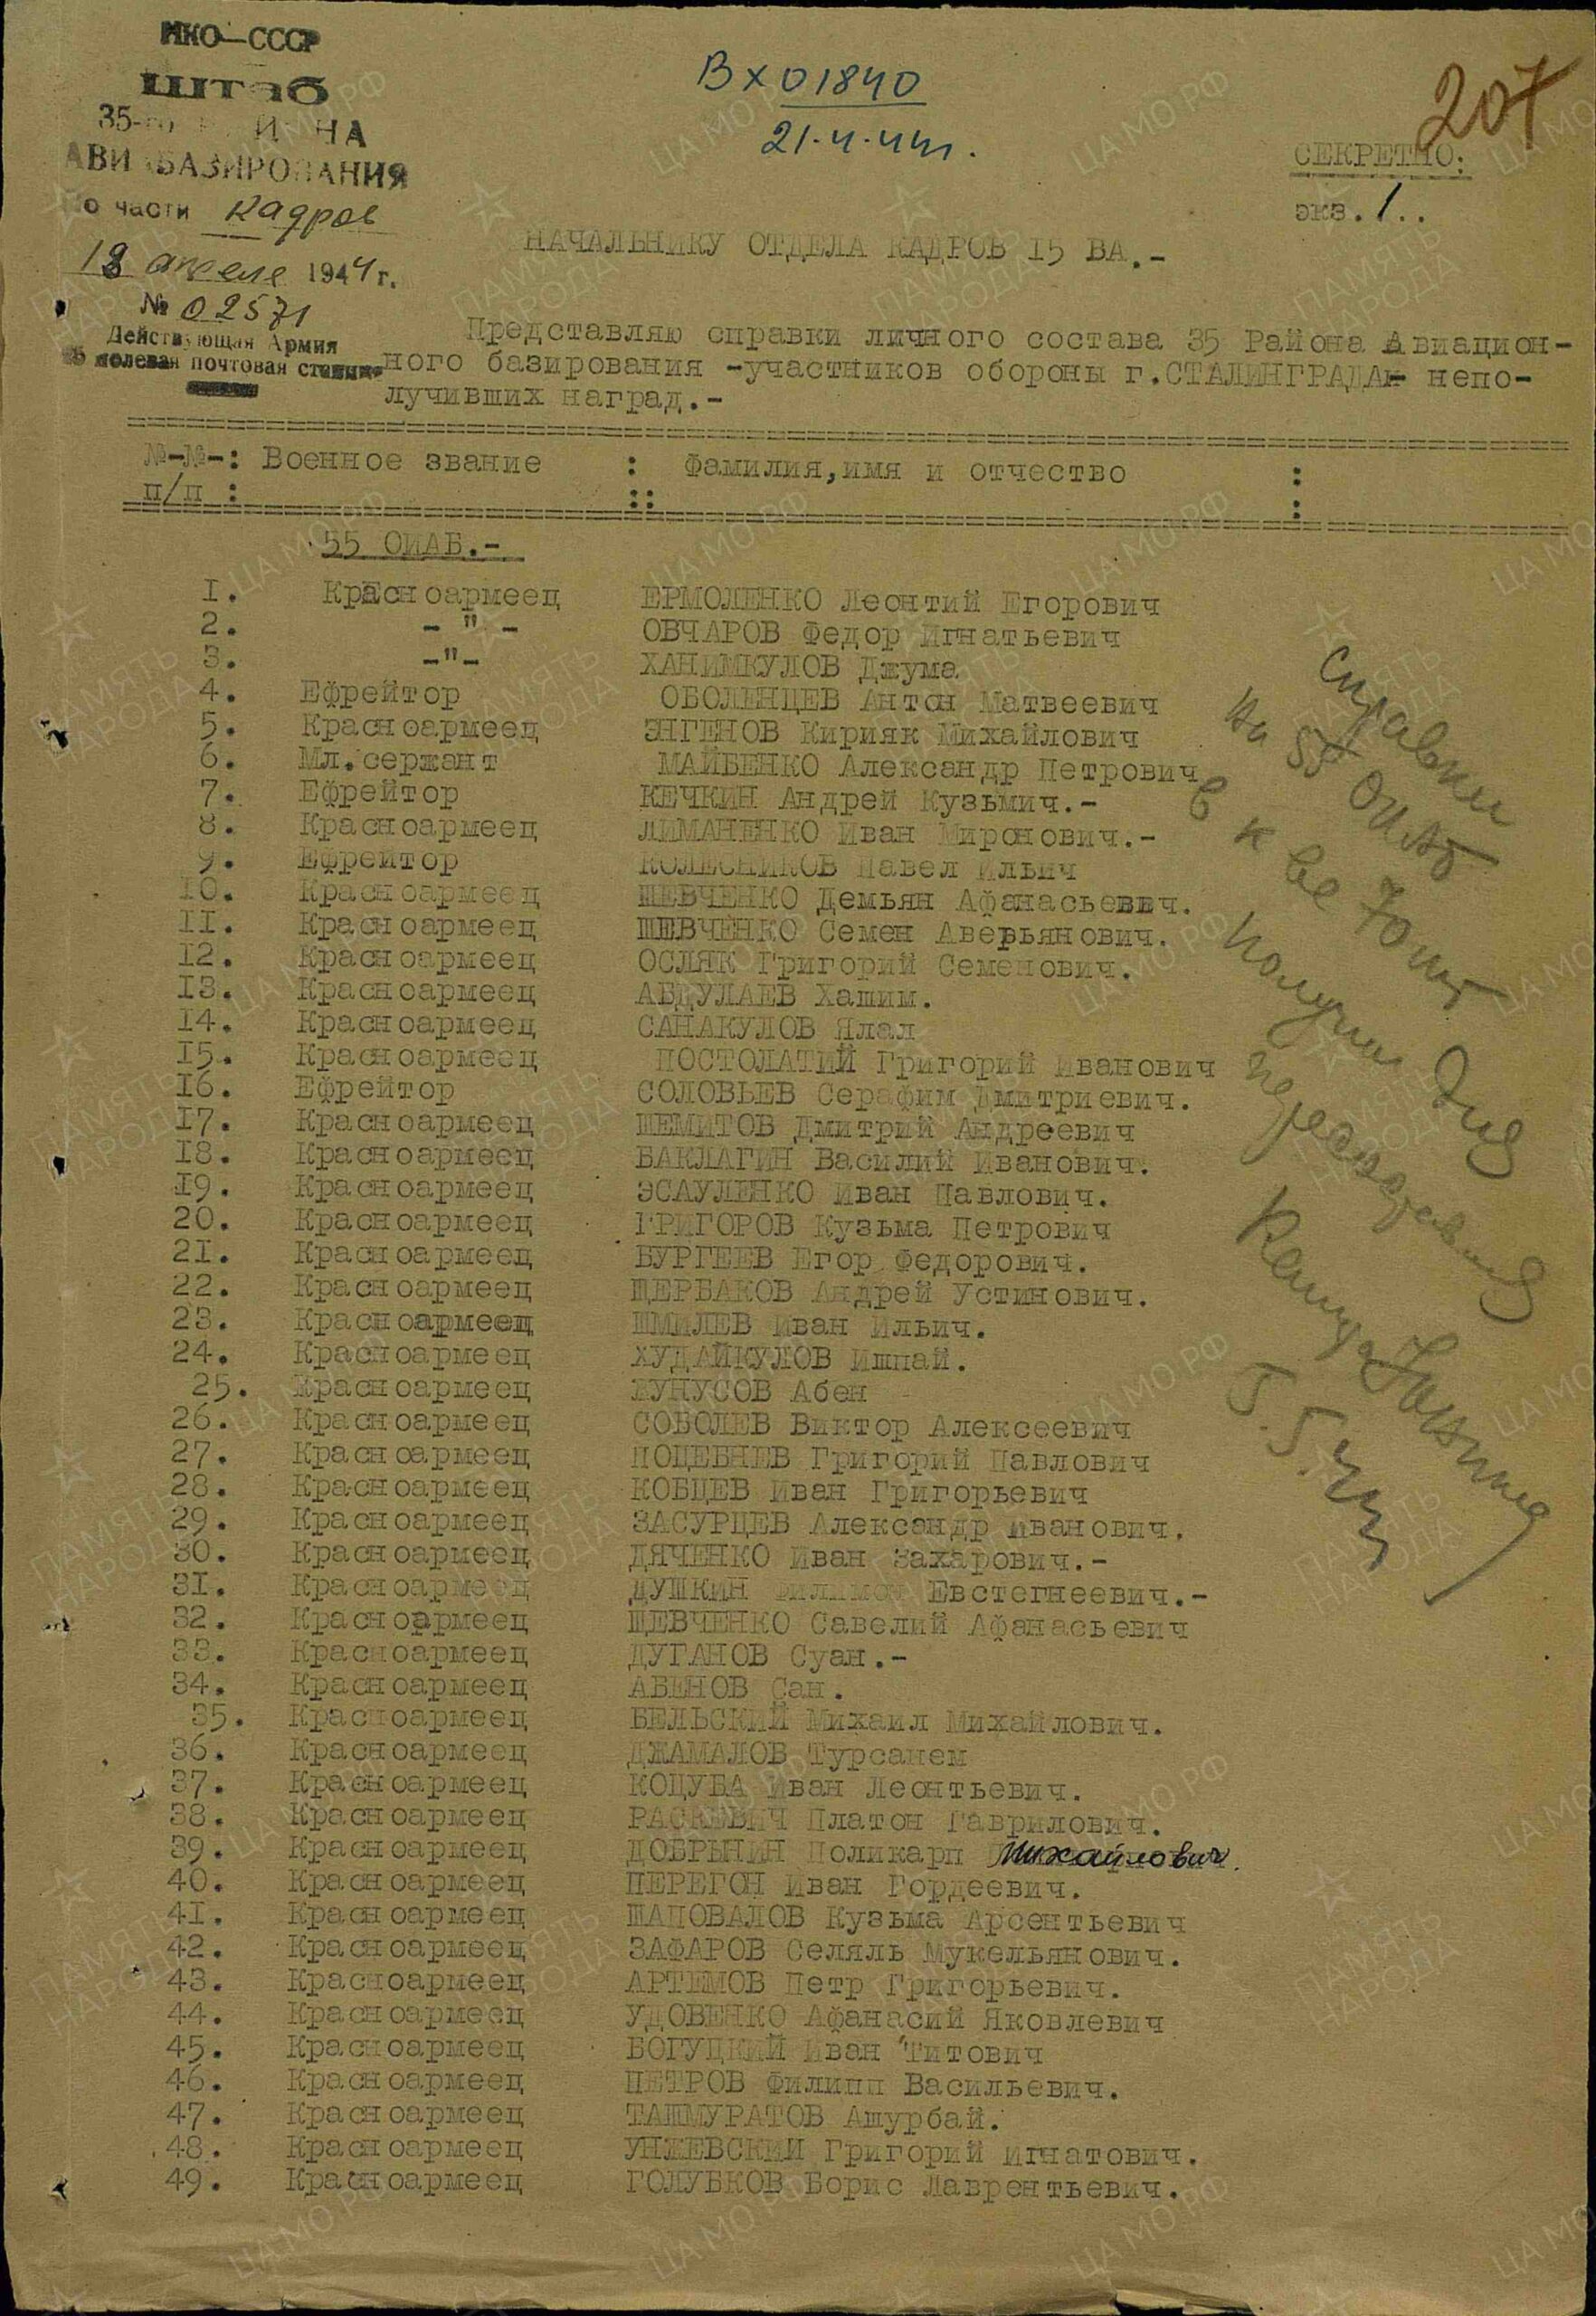 НКО-СССР
Штаб
35-го РАЙОНА
АВИАБАЗИРОВАНИЯ
По части кадров
18 апреля 1944 г.
№ 02571
Действующая Армия
полевая почтовая станция
Вх 01840
21.4.44г.
207
СЕКРЕТНО:
экз.1..
НАЧАЛЬНИКУ ОТДЕЛА КАДРОВ 15 ВА.-
Представляю справки личного состава 35 Района Авиацион-
ного базирования -участников обороны г.СТАЛИНГРАДА- непо-
лучивших наград.-
№-№-: Военное звание : Фамилия,имя и отчество :
п/п : :: :
55 ОИАБ.-
1. Красноармеец ЕРМОЛЕНКО Леонтий Егорович
2. - " - ОВЧАРОВ Федор Игнатьевич
3. -"- ХАНИМКУЛОВ Джума
4. Ефрейтор ОБОЛЕНЦЕВ Антон Матвеевич
5. Красноармеец ЭНГЕНОВ Кирияк Михайлович
6. Мл.сержант МАЙБЕНКО Александр Петрович
7. Ефрейтор КЕЧКИН Андрей Кузьмич.-
8. Красноармеец ЛИМАНЕНКО Иван Миронович.-
9. Ефрейтор КОЛЕСНИКОВ Павел Ильич
10. Красноармеец ШЕВЧЕНКО Демьян Афанасьевич.
11. Красноармеец ШЕВЧЕНКО Семен Аверьянович.
12. Красноармеец ОСЛЯК Григорий Семенович.
13. Красноармеец АБДУЛАЕВ Хашим.
14. Красноармеец САНАКУЛОВ Ялал
15. Красноармеец ПОСТОЛАТИЙ Григорий Иванович
16. Ефрейтор СОЛОВЬЕВ Серафим Дмитриевич.
17. Красноармеец ШЕМИТОВ Дмитрий Андреевич
18. Красноармеец БАКЛАГИН Василий Иванович.
19. Красноармеец ЭСАУЛЕНКО Иван Павлович.
20. Красноармеец ГРИГОРОВ Кузьма Петрович
21. Красноармеец БУРГЕЕВ Егор Федорович.
22. Красноармеец ЩЕРБАКОВ Андрей Устинович.
23. Красноармеец ШМИЛЕВ Иван Ильич.
24. Красноармеец ХУДАЙКУЛОВ Ишпай.
25. Красноармеец Абен
26. Красноармеец СОБОЛЕВ Виктор Алексеевич
27. Красноармеец ПОЦЕБНЕВ Григорий Павлович
28. Красноармеец КОБЦЕВ Иван Григорьевич
29. Красноармеец ЗАСУРЦЕВ Александр Иванович.
30. Красноармеец ДЯЧЕНКО Иван Захарович.-
31. Красноармеец ДУШКИН Филимон Евстегнеевич.-
32. Красноармеец ШЕВЧЕНКО Савелий Афанасьевич
33. Красноармеец ДУГАНОВ Суан.-
34. Красноармеец АБЕНОВ Сан.
35. Красноармеец БЕЛЬСКИЙ Михаил Михайлович.
36. Красноармеец ДЖАМАЛОВ Турсанем
37. Красноармеец КОЦУБА Иван Леонтьевич.
38. Красноармеец РАСКЕВИЧ Платон Гаврилович.
39. Красноармеец ДОБРЫНИН Поликарп Михайлович.
40. Красноармеец ПЕРЕГОН Иван Гордеевич.
41. Красноармеец ШАПОВАЛОВ Кузьма Арсентьевич
42. Красноармеец ЗАФАРОВ Селяль Мукельянович.
43. Красноармеец АРТЕМОВ Петр Григорьевич.
44. Красноармеец УДОВЕНКО Афанасий Яковлевич
45. Красноармеец БОГУЦКИЙ Иван Титович
46. Красноармеец ПЕТРОВ Филипп Васильевич.
47. Красноармеец ТАШМУРАТОВ Ашурбай.
48. Красноармеец УНЖЕВСКИЙ Григорий Игнатович.
49. Красноармеец ГОЛУБКОВ Борис Лаврентьевич.
Справки
на 55 ОИАБ
в к-ве 70 шт
получил для
5.5.44